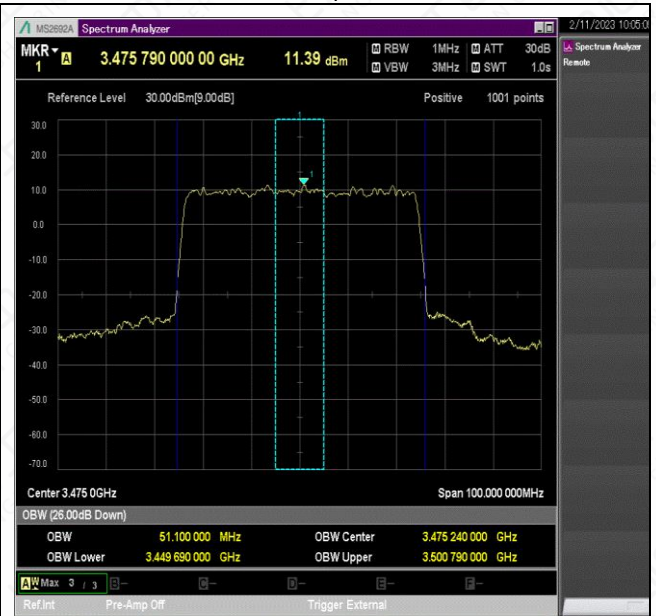 MS2692A Spectrum Analyzer 2/11/2023 10:05:0
MKR 1 A 3.475 790 000 00 GHz 11.39 dBm M RBW 1MHz M ATT 30dB
M VBW 3MHz M SWT 1.0s
Spectrum Analyzer
Remote
Reference Level 30.00dBm[9.00dB] Positive 1001 points
1
30.0
20.0
1
10.0
0.0
-10.0
-20.0
-30.0
-40.0
-50.0
-60.0
-70.0
Center 3.475 0GHz Span 100.000 000MHz
OBW (26.00dB Down)
OBW 51.100 000 MHz OBW Center 3.475 240 000 GHz
OBW Lower 3.449 690 000 GHz OBW Upper 3.500 790 000 GHz
A W Max 3 / 3 B- C- D- E- F-
Ref.Int Pre-Amp Off Trigger External